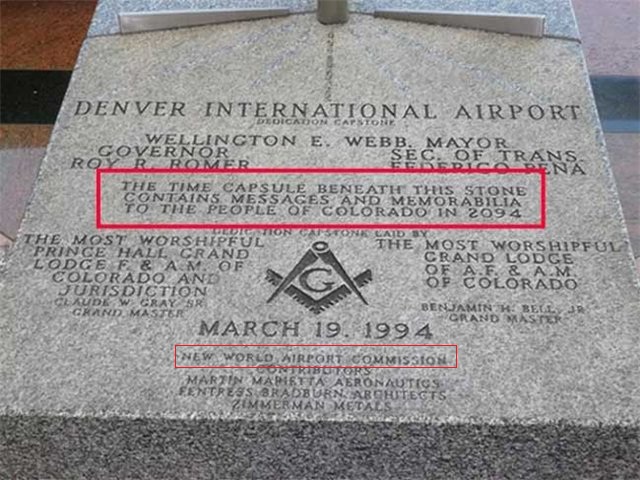 DENVER INTERNATIONAL AIRPORT
DEDICATION CAPSTONE
WELLINGTON E. WEBB, MAYOR
GOVERNOR
ROY R. ROMER
SEC. OF TRANS.
FEDERICO PENA
THE TIME CAPSULE BENEATH THIS STONE
CONTAINS MESSAGES AND MEMORABILIA
TO THE PEOPLE OF COLORADO IN 2094
DEDICATION CAPSTONE LAID BY
THE MOST WORSHIPFUL
PRINCE HALL GRAND
LODGE F. & A.M. OF
COLORADO AND
JURISDICTION
CLAUDE W. GRAY SR.
GRAND MASTER
G
THE MOST WORSHIPFUL
GRAND LODGE
OF A.F. & A.M.
OF COLORADO
BENJAMIN H. BELL, JR.
GRAND MASTER
MARCH 19, 1994
NEW WORLD AIRPORT COMMISSION
CONTRIBUTORS
MARTIN MARIETTA AERONAUTICS
FENTRESS BRADBURN ARCHITECTS
ZIMMERMAN METALS